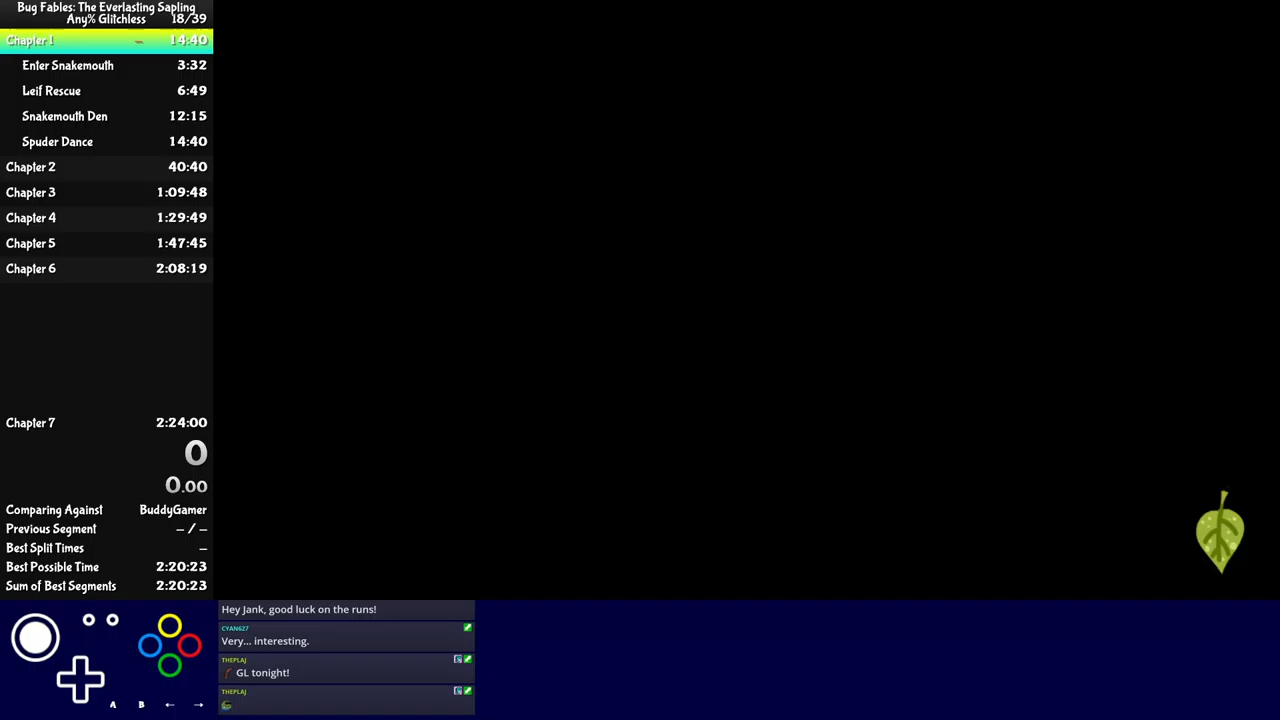 Bug Fables: The Everlasting Sapling
Any% Glitchless 18/39
Chapter 1 – 14:40
Enter Snakemouth 3:32
Leif Rescue 6:49
Snakemouth Den 12:15
Spuder Dance 14:40
Chapter 2 40:40
Chapter 3 1:09:48
Chapter 4 1:29:49
Chapter 5 1:47:45
Chapter 6 2:08:19
Chapter 7 2:24:00
0
0.00
Comparing Against BuddyGamer
Previous Segment – / –
Best Split Times –
Best Possible Time 2:20:23
Sum of Best Segments 2:20:23
Hey Jank, good luck on the runs!
CYAN627
Very... interesting.
THEPLAJ
GL tonight!
THEPLAJ
A B ← →